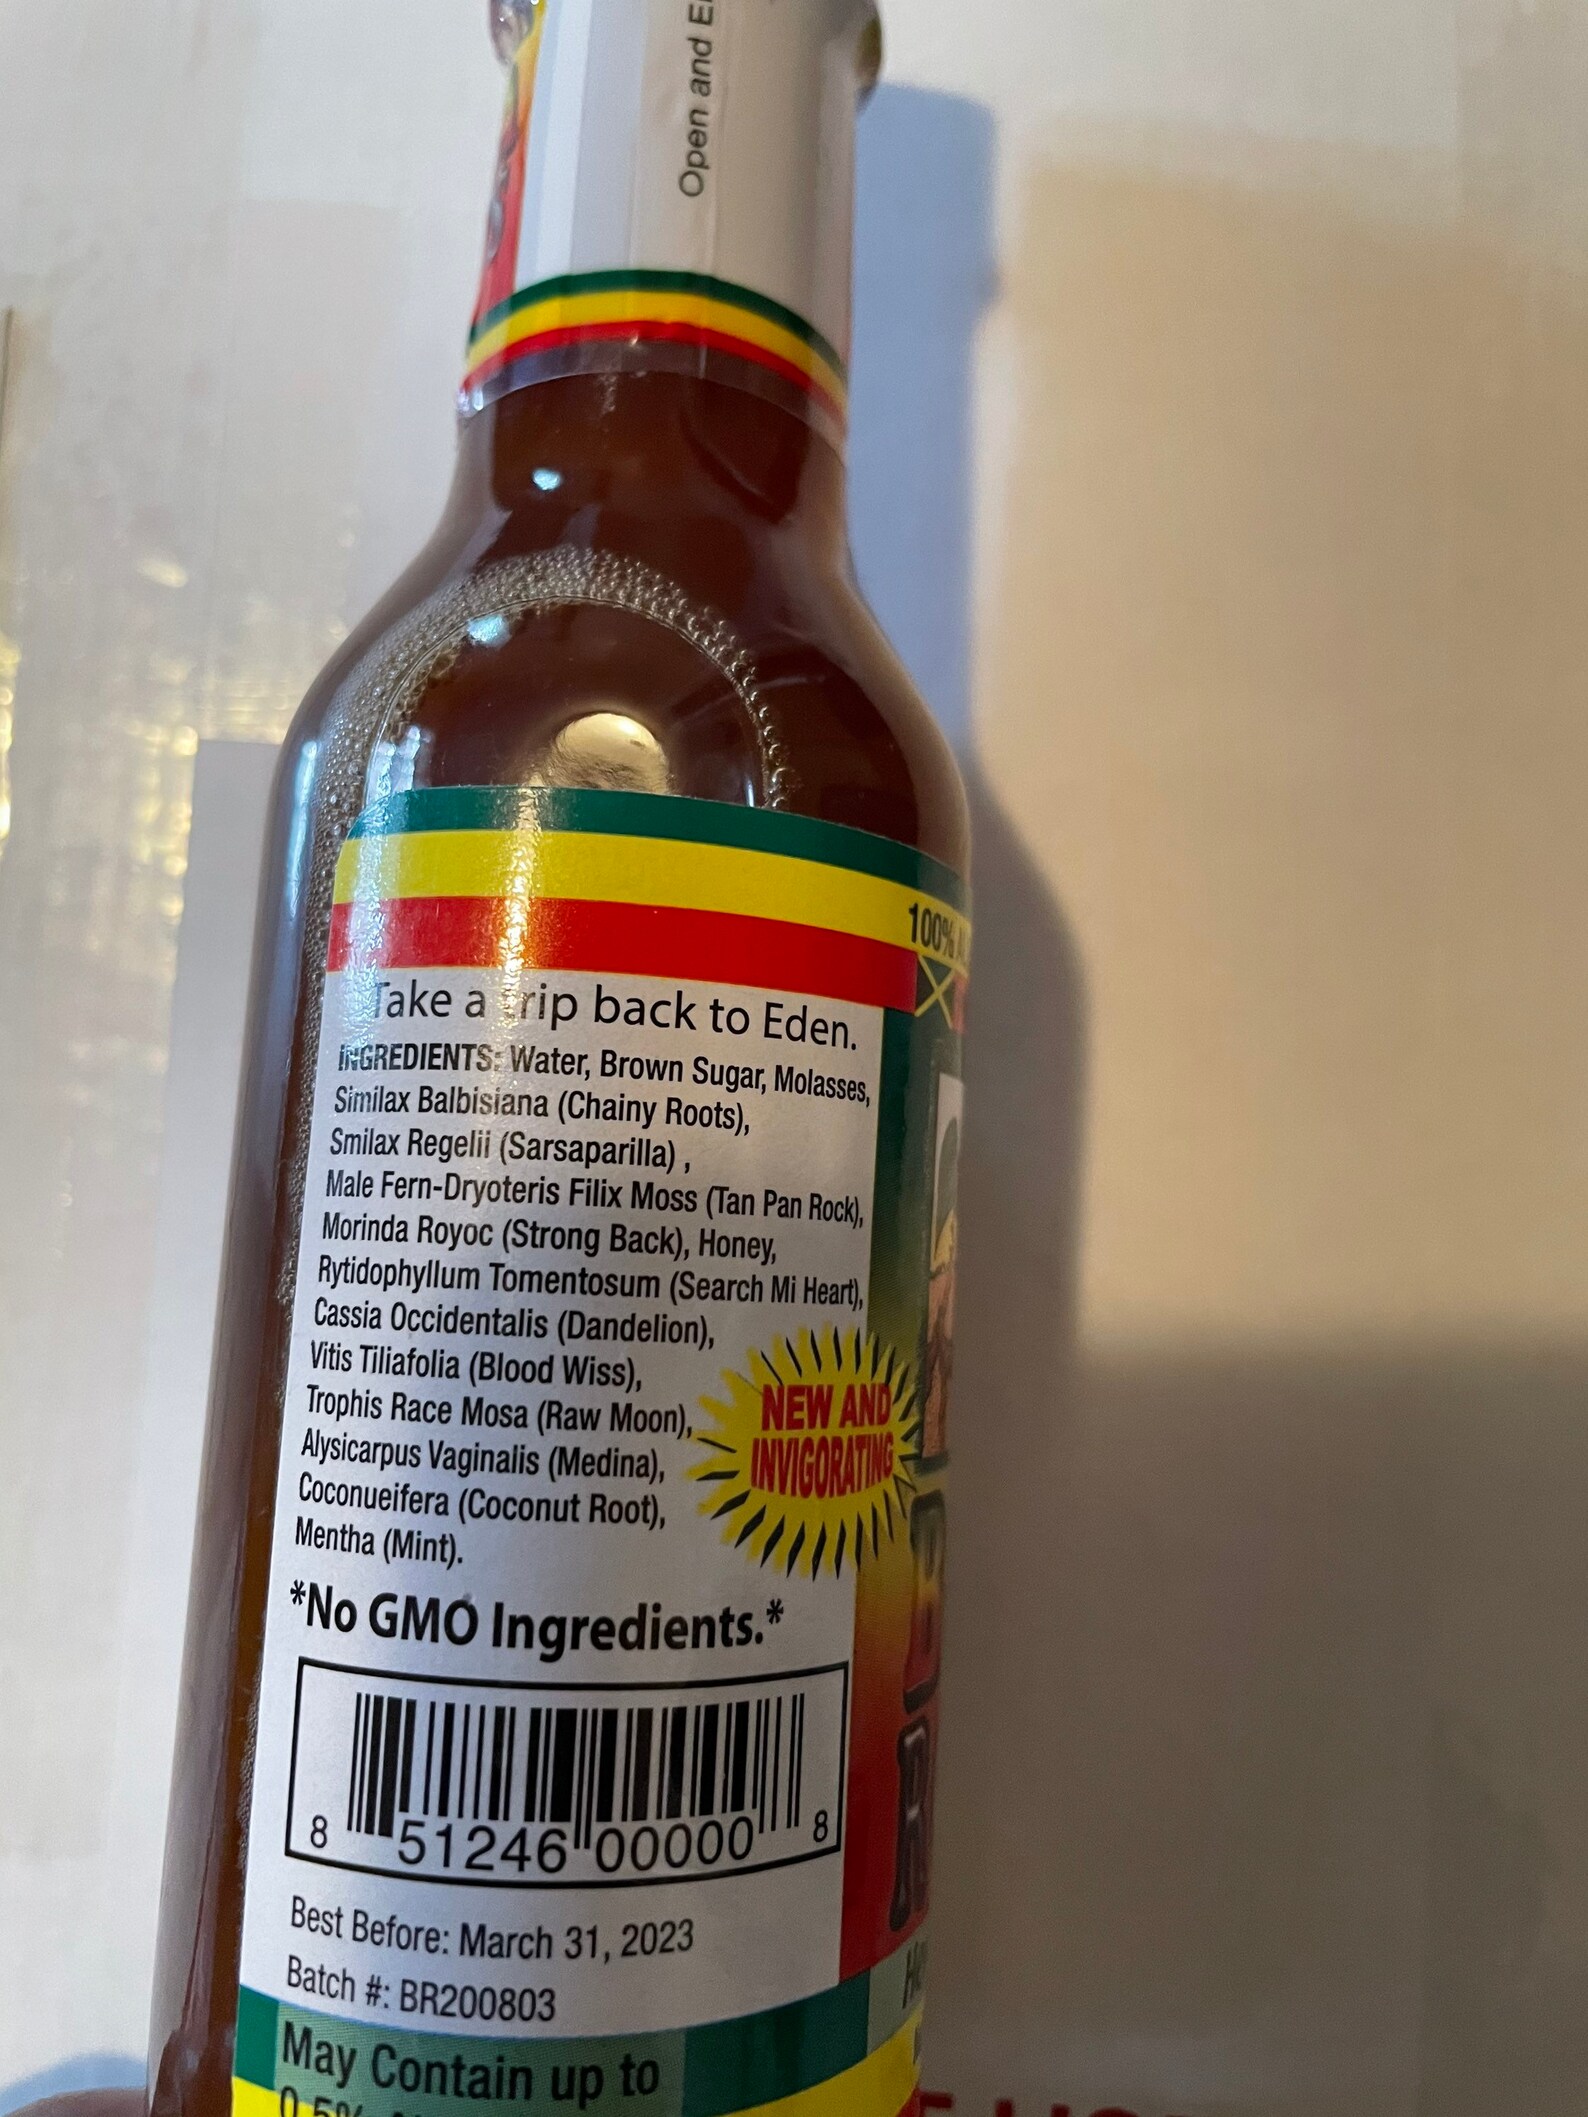 Open and
100%
Take a trip back to Eden.
INGREDIENTS: Water, Brown Sugar, Molasses,
Similax Balbisiana (Chainy Roots),
Smilax Regelii (Sarsaparilla) ,
Male Fern-Dryoteris Filix Moss (Tan Pan Rock),
Morinda Royoc (Strong Back), Honey,
Rytidophyllum Tomentosum (Search Mi Heart),
Cassia Occidentalis (Dandelion),
Vitis Tiliafolia (Blood Wiss),
Trophis Race Mosa (Raw Moon),
Alysicarpus Vaginalis (Medina),
Coconueifera (Coconut Root),
Mentha (Mint).
NEW AND
INVIGORATING
*No GMO Ingredients.*
8 51246 00000 8
Best Before: March 31, 2023
Batch #: BR200803
May Contain up to
0.5%